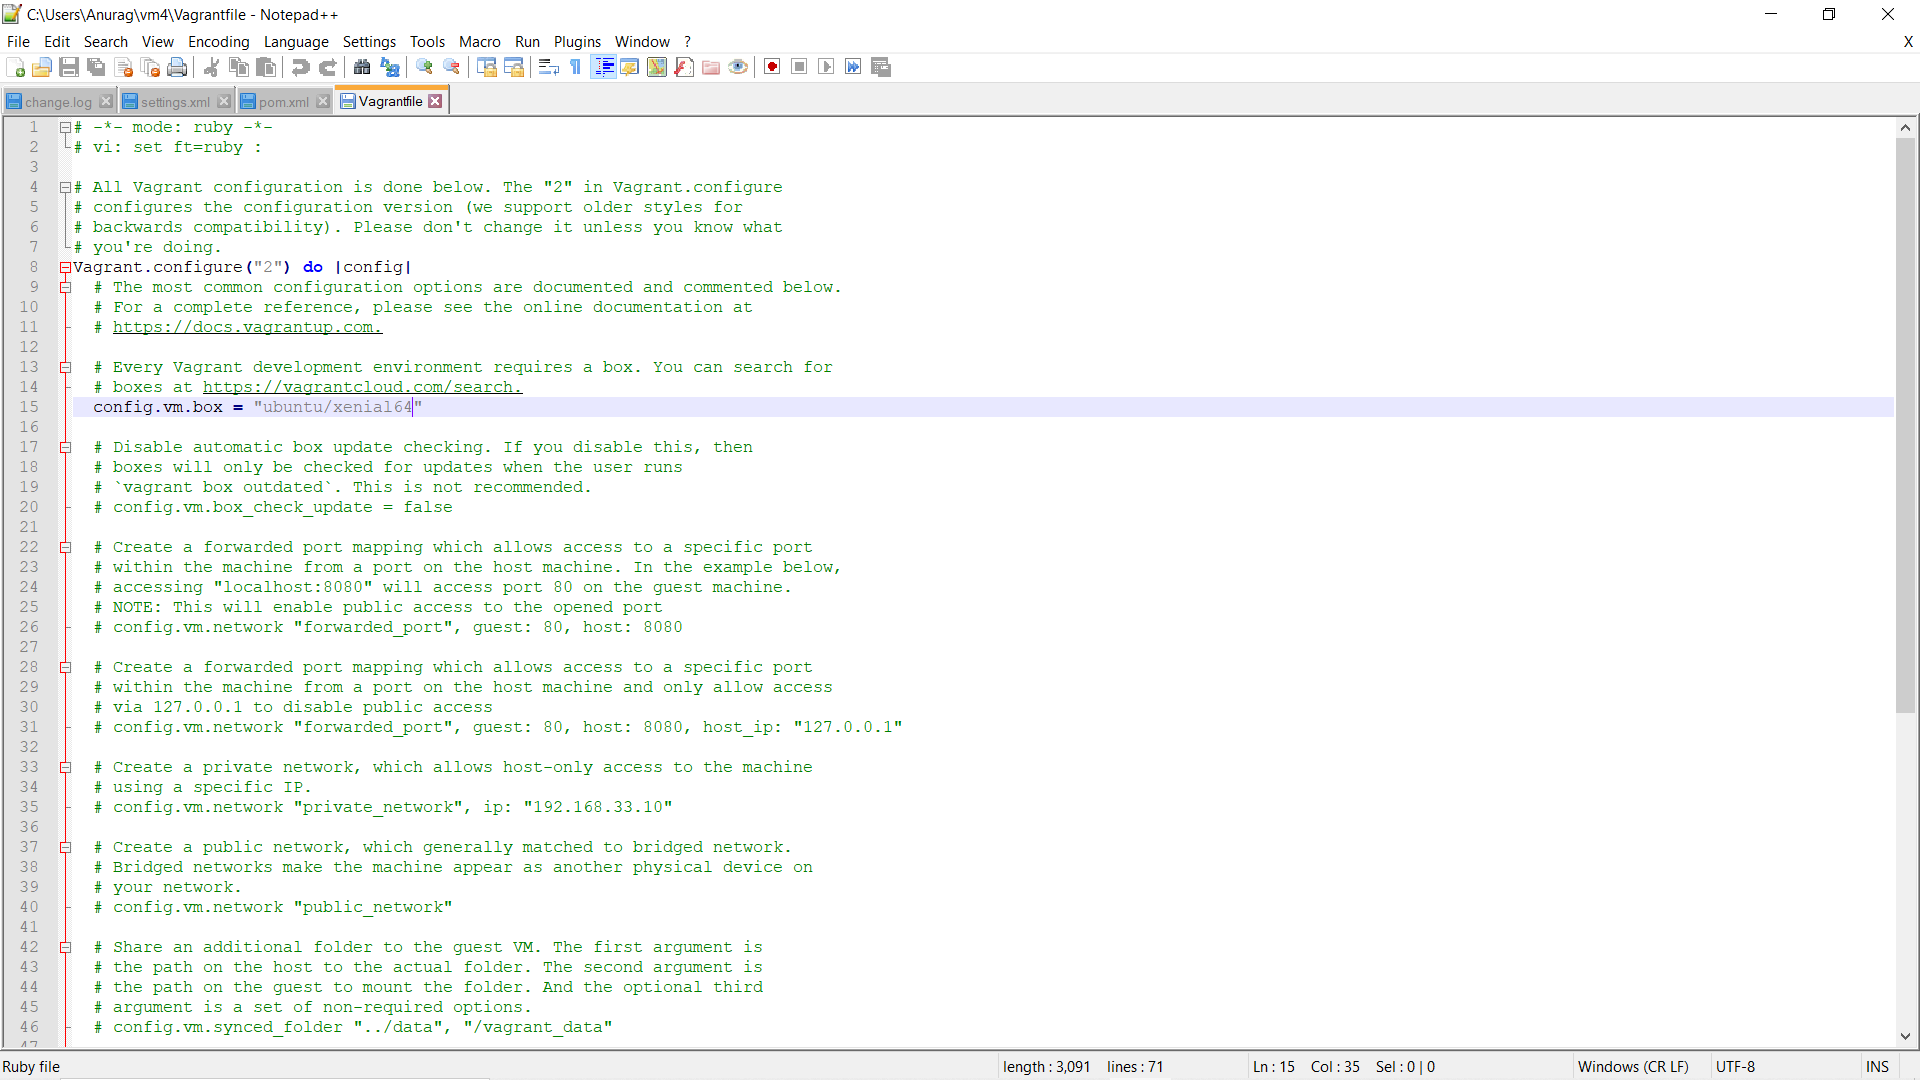 C:\Users\Anurag\vm4\Vagrantfile - Notepad++
File Edit Search View Encoding Language Settings Tools Macro Run Plugins Window ? X
change.log settings.xml pom.xml Vagrantfile
1 # -*- mode: ruby -*-
2 # vi: set ft=ruby :
3
4 # All Vagrant configuration is done below. The "2" in Vagrant.configure
5 # configures the configuration version (we support older styles for
6 # backwards compatibility). Please don't change it unless you know what
7 # you're doing.
8 Vagrant.configure("2") do |config|
9 # The most common configuration options are documented and commented below.
10 # For a complete reference, please see the online documentation at
11 # https://docs.vagrantup.com.
12
13 # Every Vagrant development environment requires a box. You can search for
14 # boxes at https://vagrantcloud.com/search.
15 config.vm.box = "ubuntu/xenial64"
16
17 # Disable automatic box update checking. If you disable this, then
18 # boxes will only be checked for updates when the user runs
19 # `vagrant box outdated`. This is not recommended.
20 # config.vm.box_check_update = false
21
22 # Create a forwarded port mapping which allows access to a specific port
23 # within the machine from a port on the host machine. In the example below,
24 # accessing "localhost:8080" will access port 80 on the guest machine.
25 # NOTE: This will enable public access to the opened port
26 # config.vm.network "forwarded_port", guest: 80, host: 8080
27
28 # Create a forwarded port mapping which allows access to a specific port
29 # within the machine from a port on the host machine and only allow access
30 # via 127.0.0.1 to disable public access
31 # config.vm.network "forwarded_port", guest: 80, host: 8080, host_ip: "127.0.0.1"
32
33 # Create a private network, which allows host-only access to the machine
34 # using a specific IP.
35 # config.vm.network "private_network", ip: "192.168.33.10"
36
37 # Create a public network, which generally matched to bridged network.
38 # Bridged networks make the machine appear as another physical device on
39 # your network.
40 # config.vm.network "public_network"
41
42 # Share an additional folder to the guest VM. The first argument is
43 # the path on the host to the actual folder. The second argument is
44 # the path on the guest to mount the folder. And the optional third
45 # argument is a set of non-required options.
46 # config.vm.synced_folder "../data", "/vagrant_data"
47
Ruby file length : 3,091 lines : 71 Ln : 15 Col : 35 Sel : 0 | 0 Windows (CR LF) UTF-8 INS